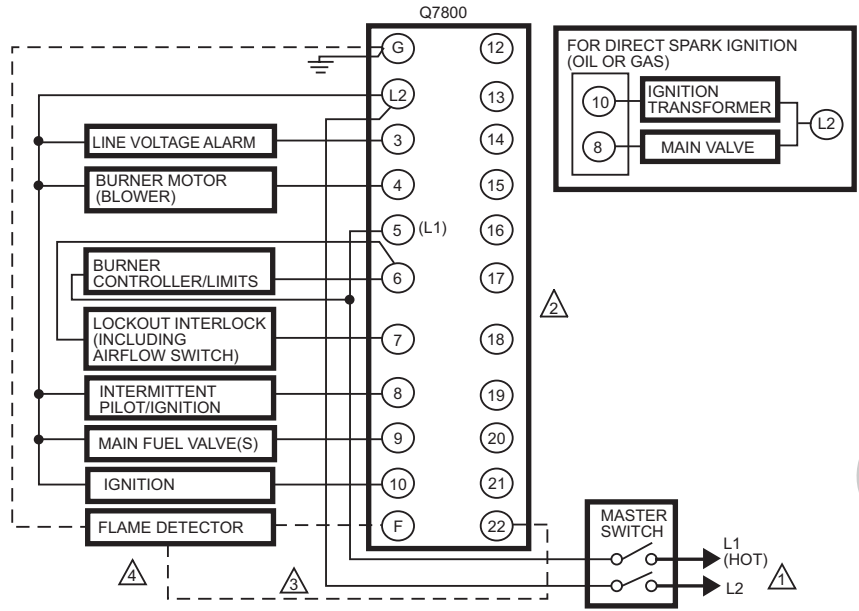 Q7800
G
12
L2
13
LINE VOLTAGE ALARM
3
14
BURNER MOTOR
(BLOWER)
4
15
5
(L1)
16
BURNER
CONTROLLER/LIMITS
6
17
LOCKOUT INTERLOCK
(INCLUDING
AIRFLOW SWITCH)
7
18
INTERMITTENT
PILOT/IGNITION
8
19
MAIN FUEL VALVE(S)
9
20
IGNITION
10
21
FLAME DETECTOR
F
22
4
3
2
FOR DIRECT SPARK IGNITION
(OIL OR GAS)
10
IGNITION
TRANSFORMER
8
MAIN VALVE
L2
MASTER
SWITCH
L1
(HOT)
L2
1